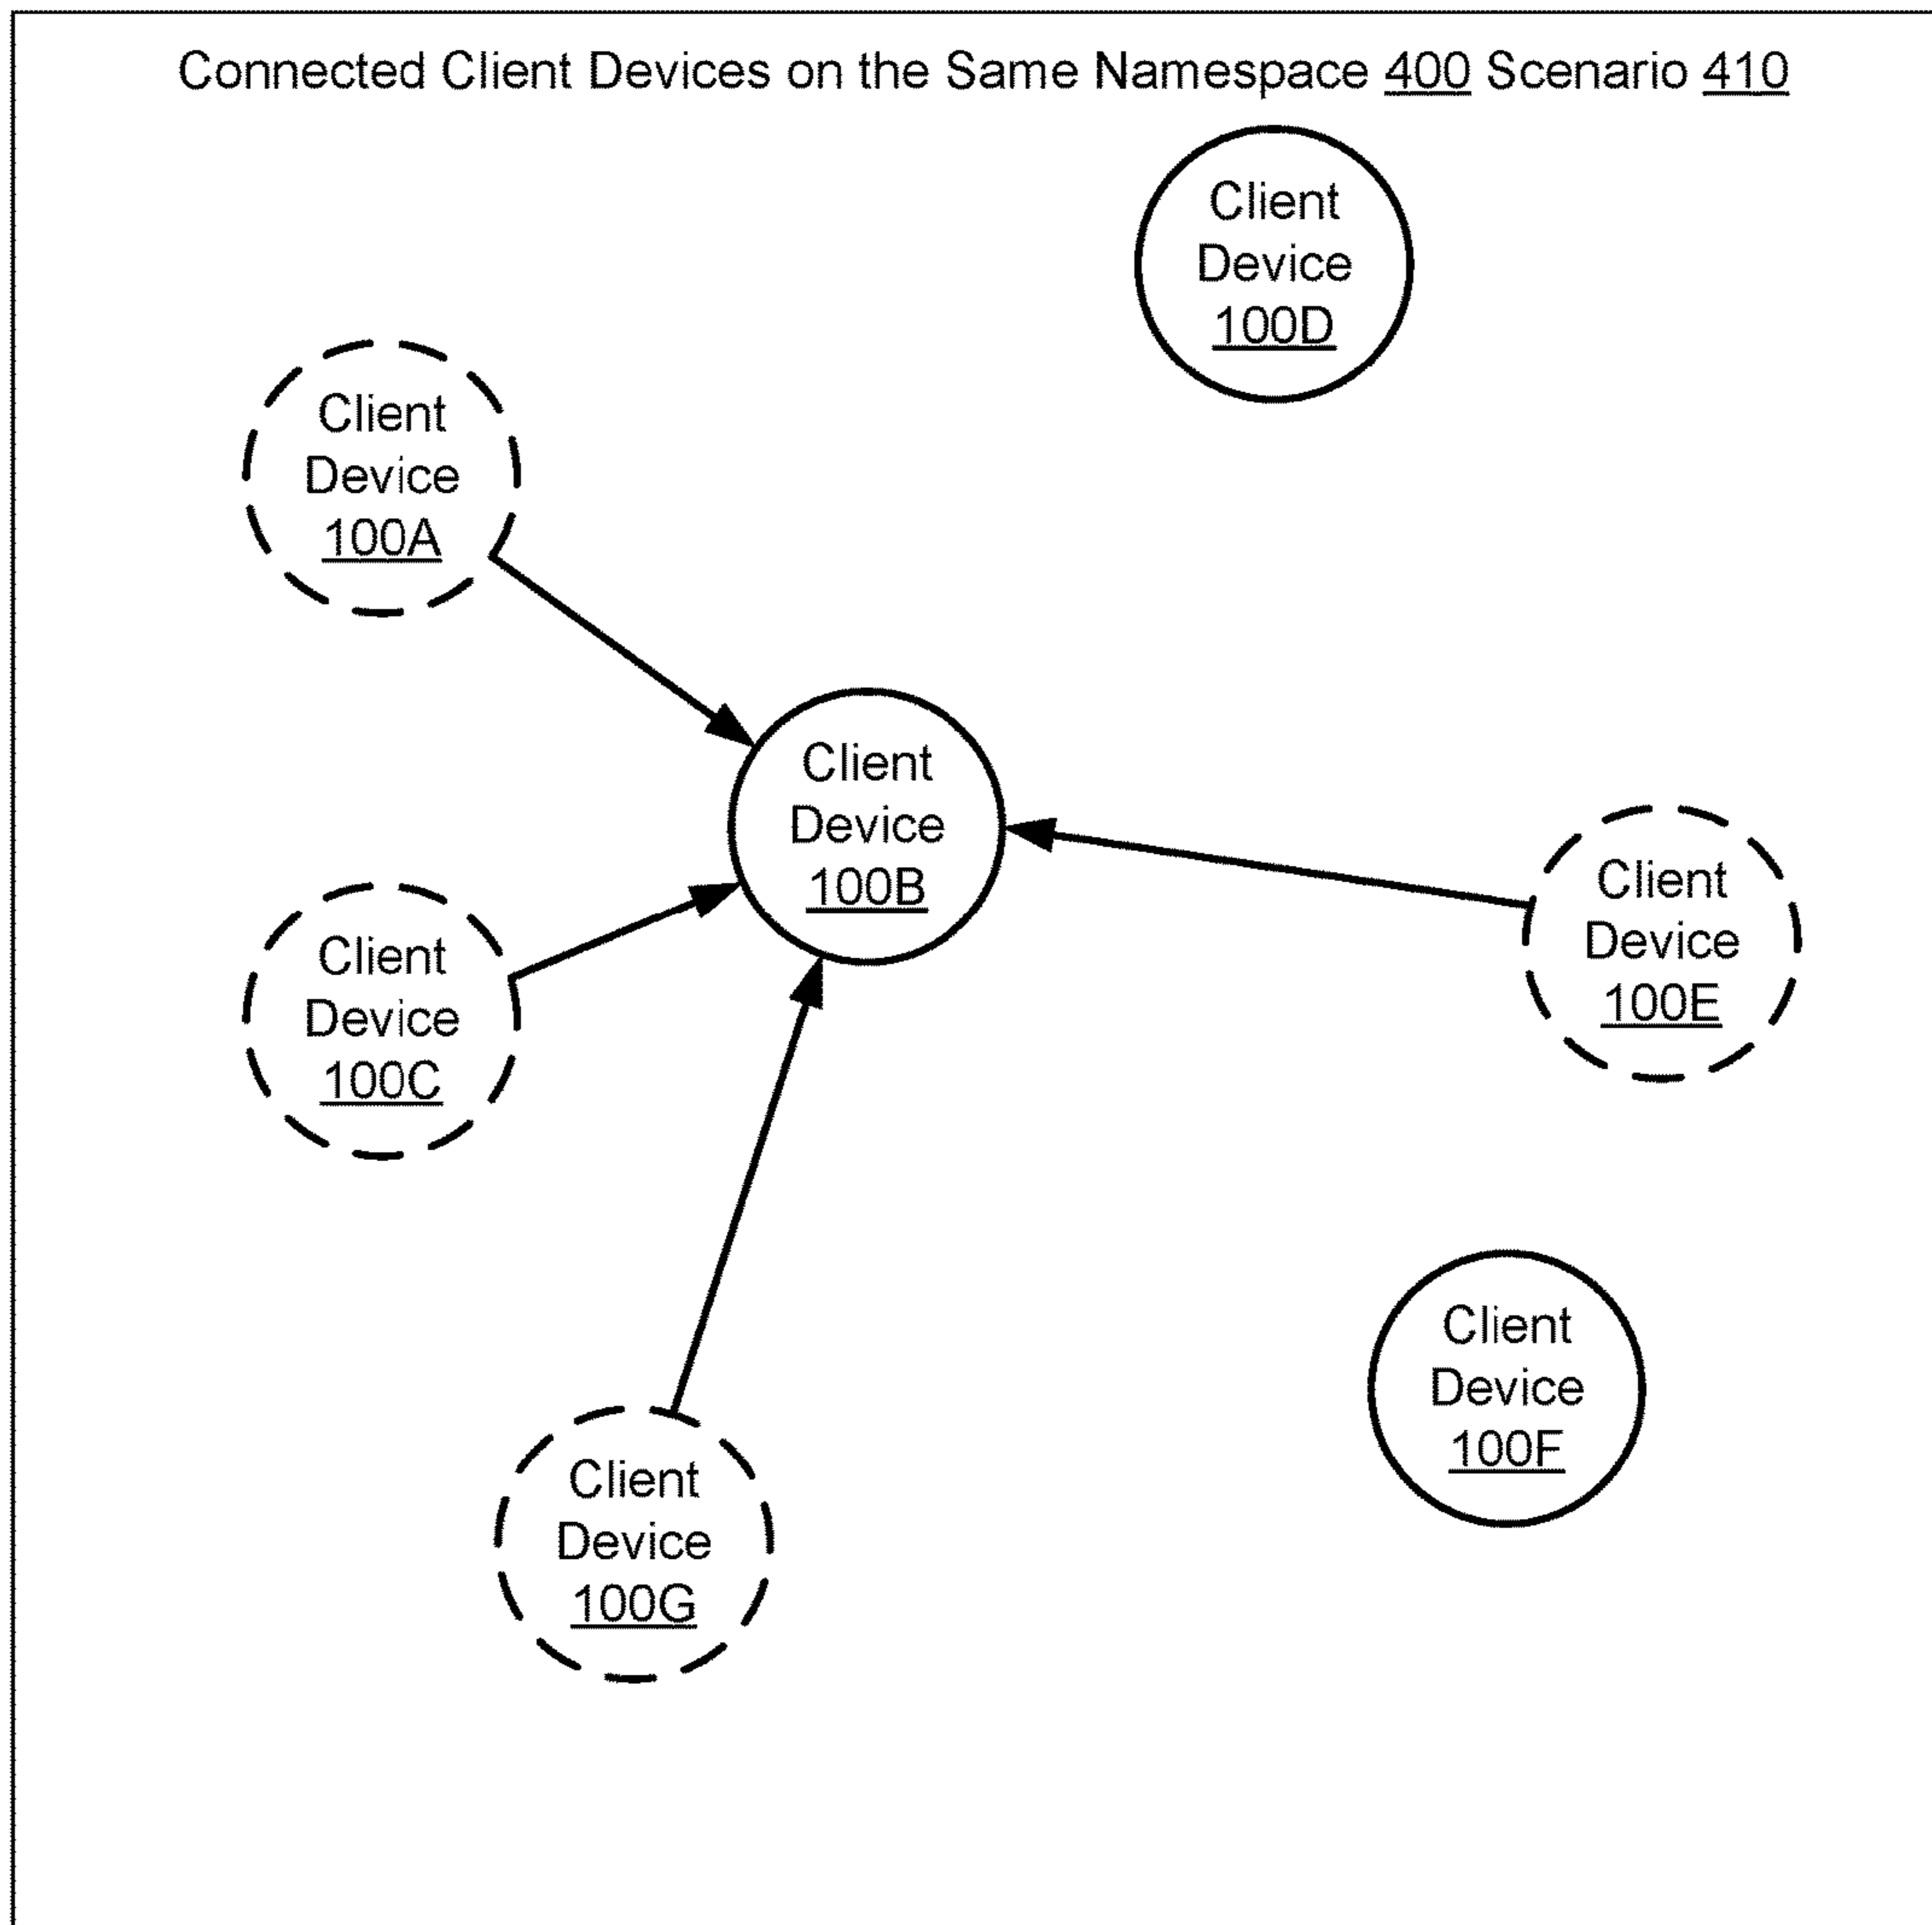 Connected Client Devices on the Same Namespace 400 Scenario 410
Client
Device
100D
Client
Device
100A
Client
Device
100B
Client
Device
100E
Client
Device
100C
Client
Device
100F
Client
Device
100G